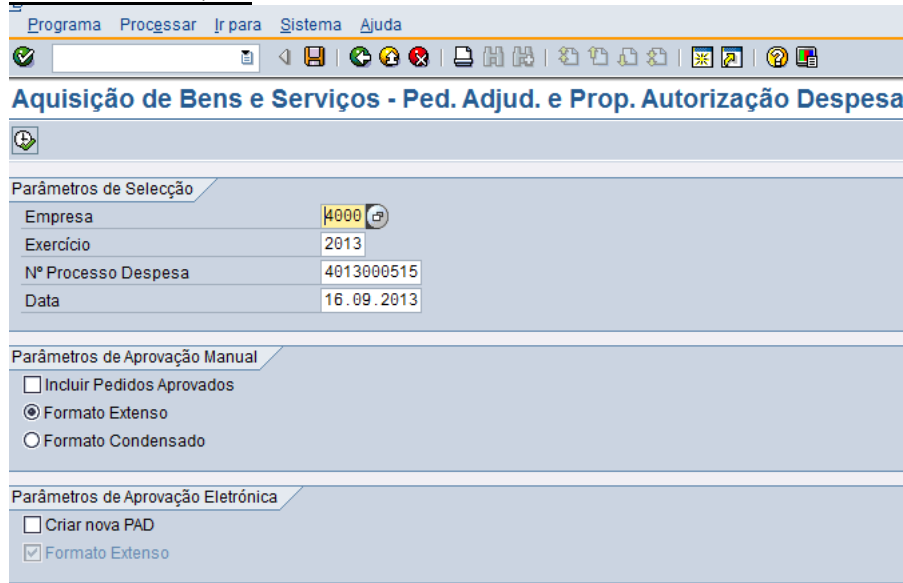 Programa Processar Ir para Sistema Ajuda
Aquisição de Bens e Serviços - Ped. Adjud. e Prop. Autorização Despesa
Parâmetros de Selecção
Empresa 4000
Exercício 2013
Nº Processo Despesa 4013000515
Data 16.09.2013
Parâmetros de Aprovação Manual
Incluir Pedidos Aprovados
Formato Extenso
Formato Condensado
Parâmetros de Aprovação Eletrónica
Criar nova PAD
Formato Extenso